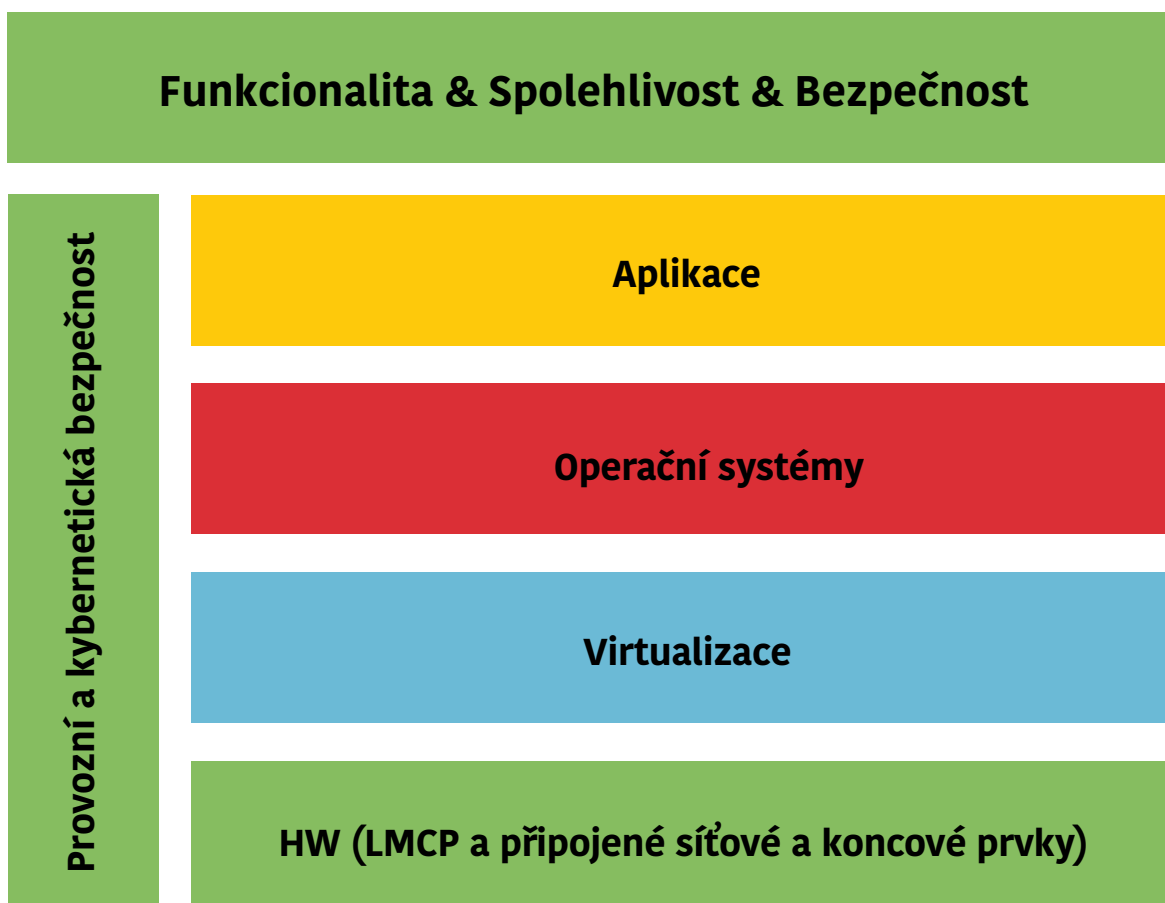 Funkcionalita & Spolehlivost & Bezpečnost
Provozní a kybernetická bezpečnost
Aplikace
Operační systémy
Virtualizace
HW (LMCP a připojené síťové a koncové prvky)